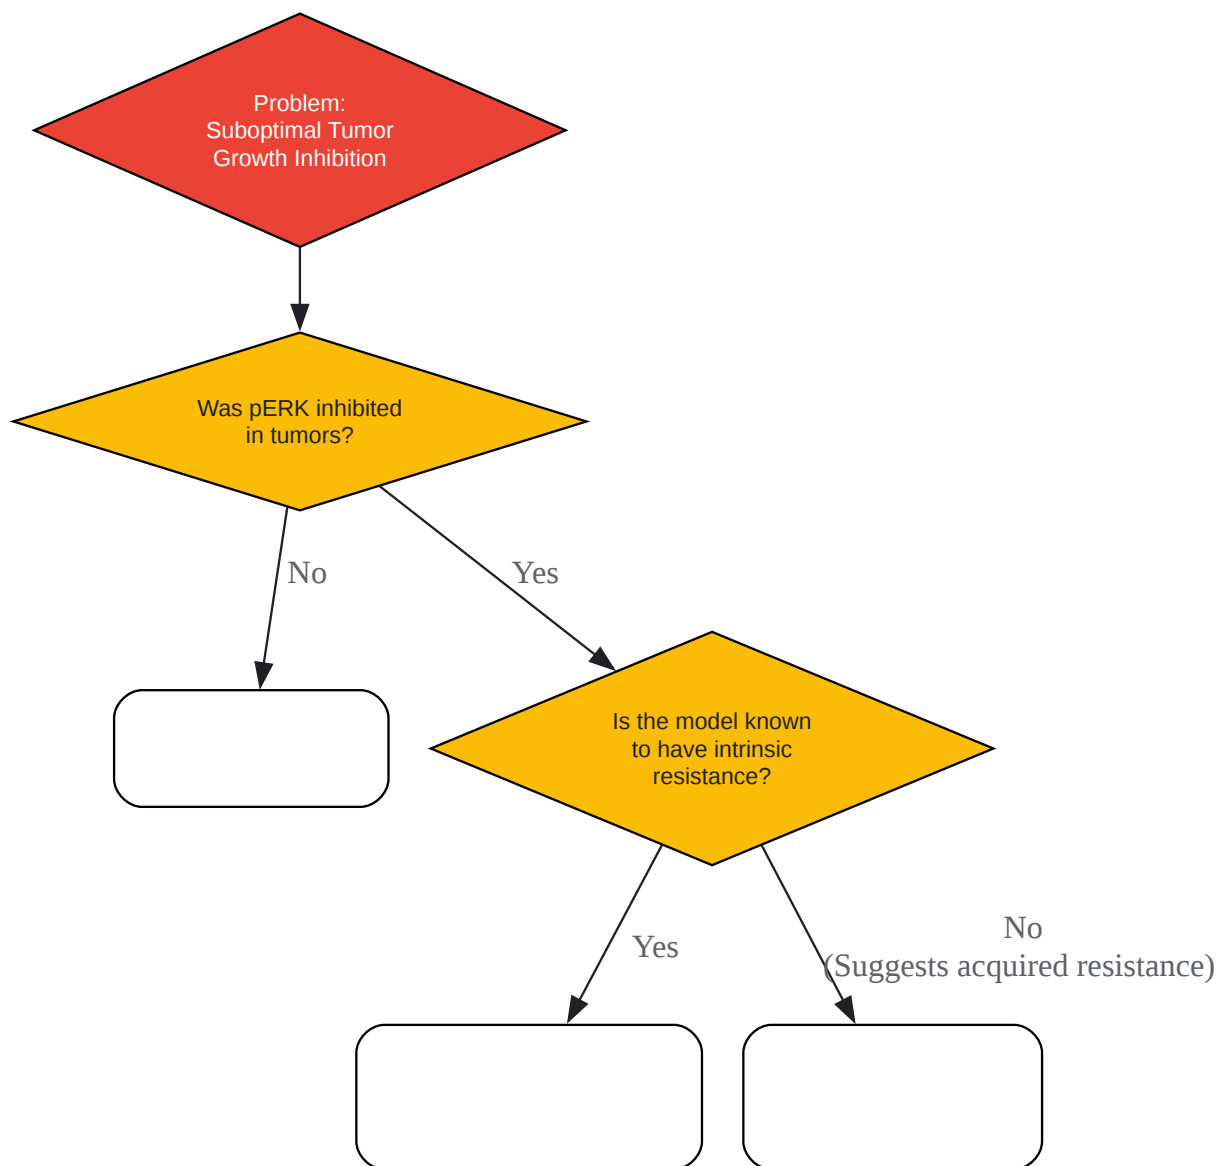 Problem:
Suboptimal Tumor
Growth Inhibition
Was pERK inhibited
in tumors?
No
Yes
Is the model known
to have intrinsic
resistance?
Yes
No
(Suggests acquired resistance)